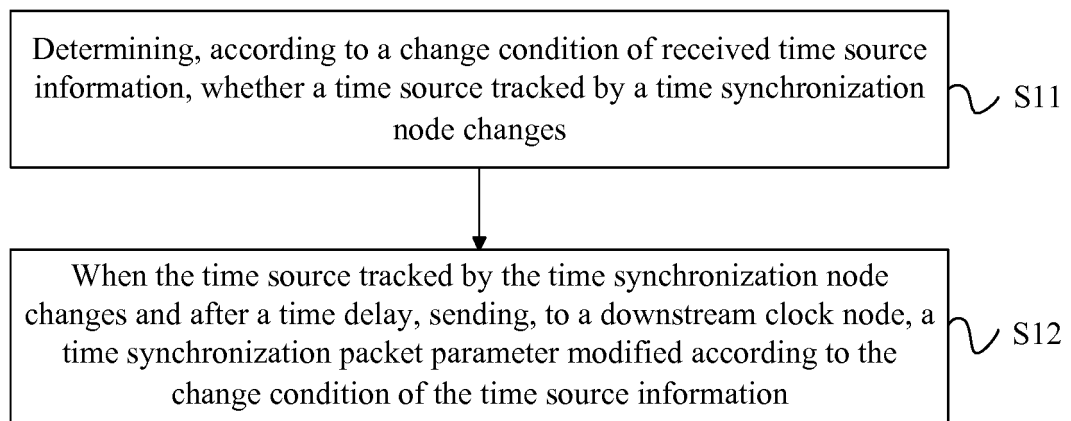 Determining, according to a change condition of received time source
information, whether a time source tracked by a time synchronization
node changes
S11
When the time source tracked by the time synchronization node
changes and after a time delay, sending, to a downstream clock node, a
time synchronization packet parameter modified according to the
change condition of the time source information
S12